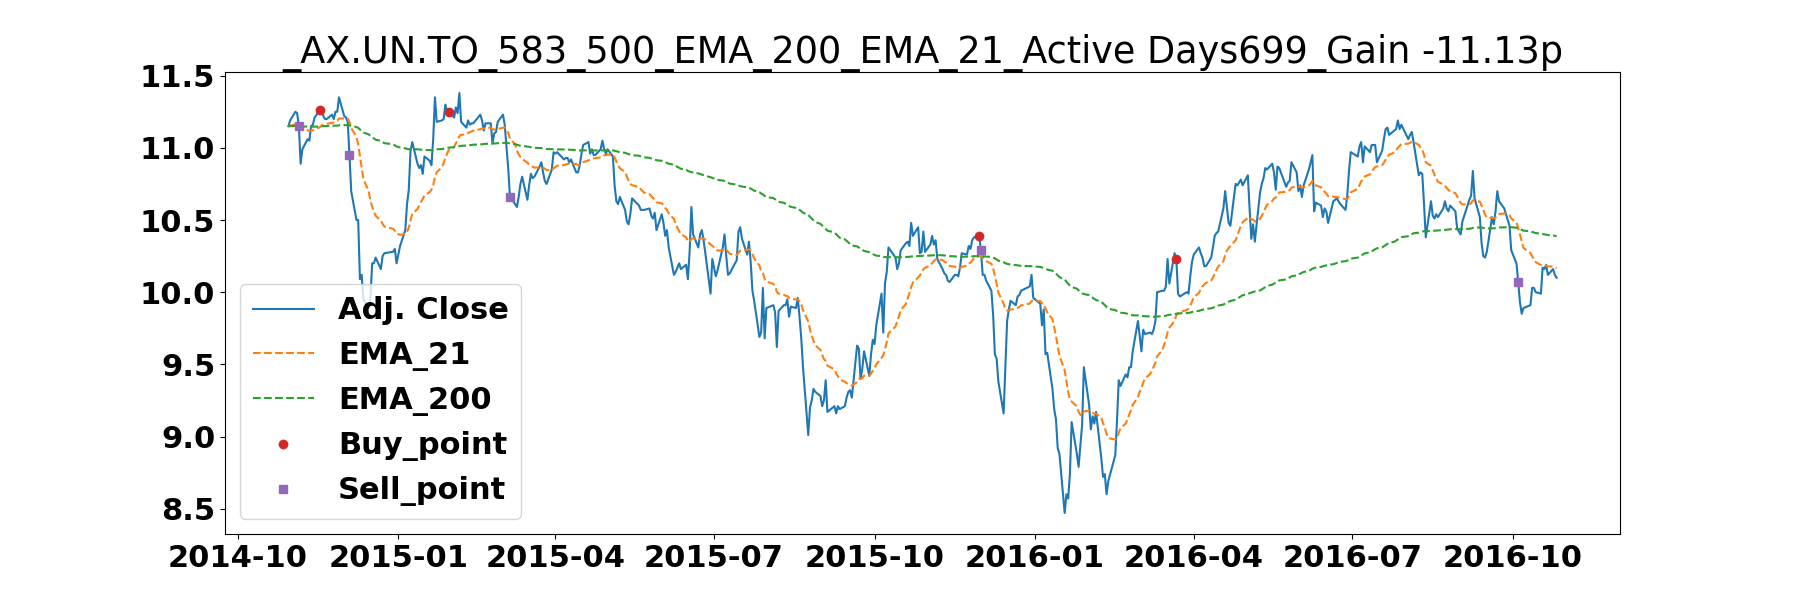 _AX.UN.TO_583_500_EMA_200_EMA_21_Active Days699_Gain -11.13p
11.5
11.0
10.5
10.0
9.5
9.0
8.5
Adj. Close
EMA_21
EMA_200
Buy_point
Sell_point
2014-10 2015-01 2015-04 2015-07 2015-10 2016-01 2016-04 2016-07 2016-10